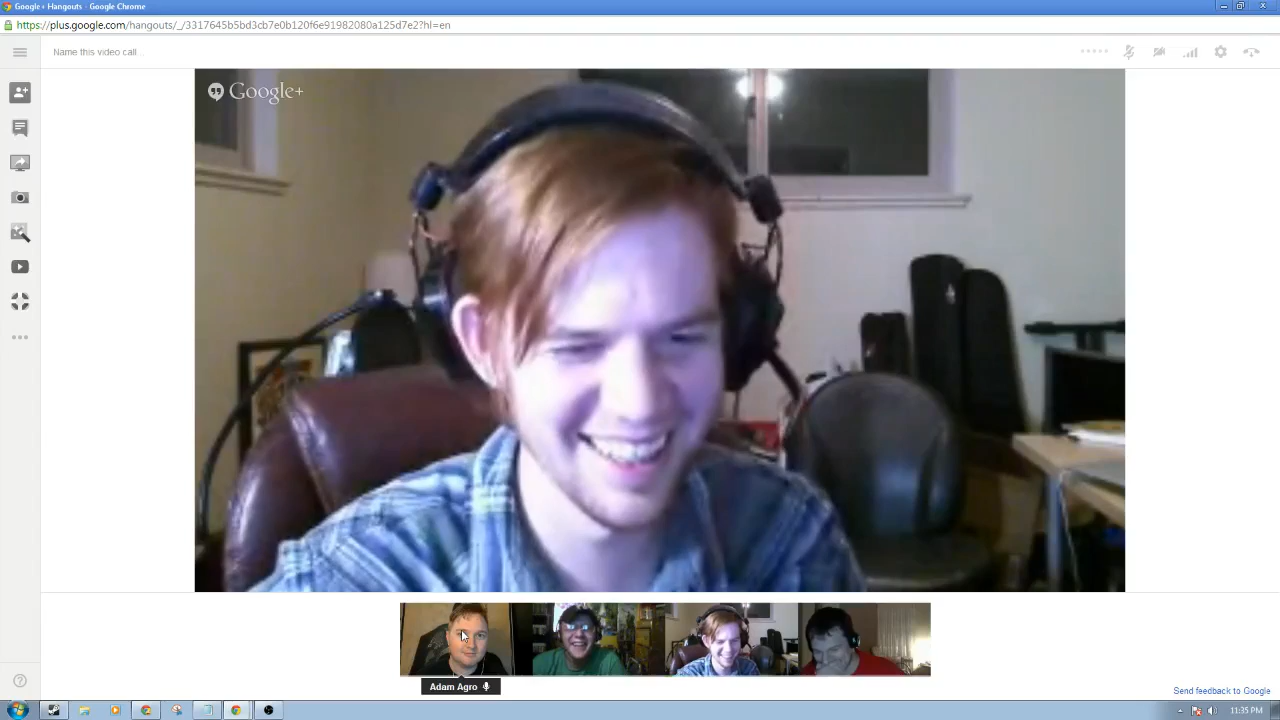 Google+ Hangouts - Google Chrome
https://plus.google.com/hangouts/_/3317645b5bd3cb7e0b120f6e91982080a125d7e2?hl=en
Name this video call...
Google+
Adam Agro
Send feedback to Google
11:35 PM